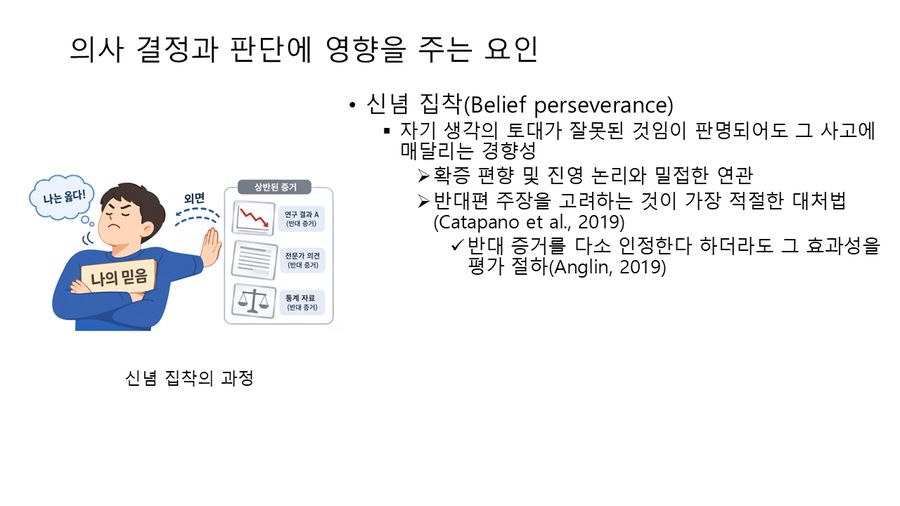 의사 결정과 판단에 영향을 주는 요인
• 신념 집착(Belief perseverance)
▪ 자기 생각의 토대가 잘못된 것임이 판명되어도 그 사고에
매달리는 경향성
➢확증 편향 및 진영 논리와 밀접한 연관
➢반대편 주장을 고려하는 것이 가장 적절한 대처법
(Catapano et al., 2019)
✓반대 증거를 다소 인정한다 하더라도 그 효과성을
평가 절하(Anglin, 2019)
나는 옳다!
나의 믿음
외면
상반된 증거
연구 결과 A
(반대 증거)
전문가 의견
(반대 증거)
통계 자료
(반대 증거)
신념 집착의 과정